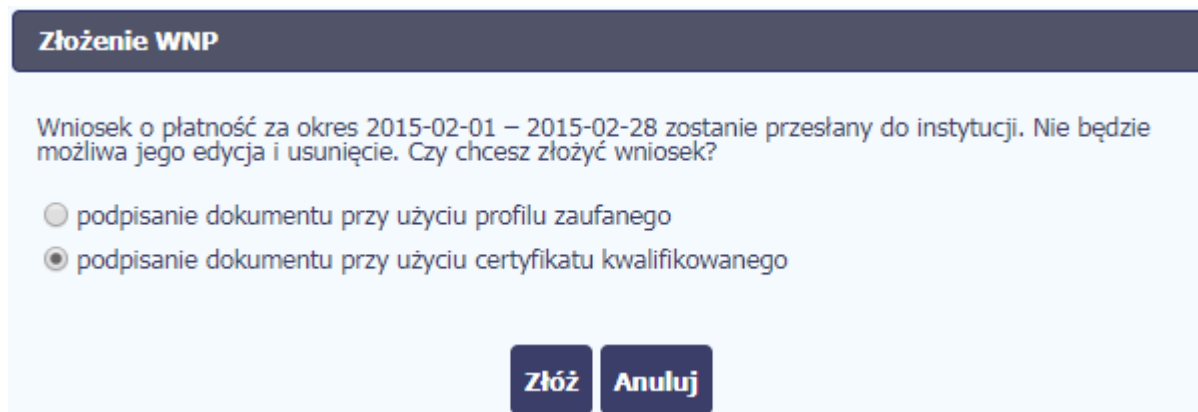 Złożenie WNP
Wniosek o płatność za okres 2015-02-01 – 2015-02-28 zostanie przesłany do instytucji. Nie będzie
możliwa jego edycja i usunięcie. Czy chcesz złożyć wniosek?
podpisanie dokumentu przy użyciu profilu zaufanego
podpisanie dokumentu przy użyciu certyfikatu kwalifikowanego
Złóż Anuluj